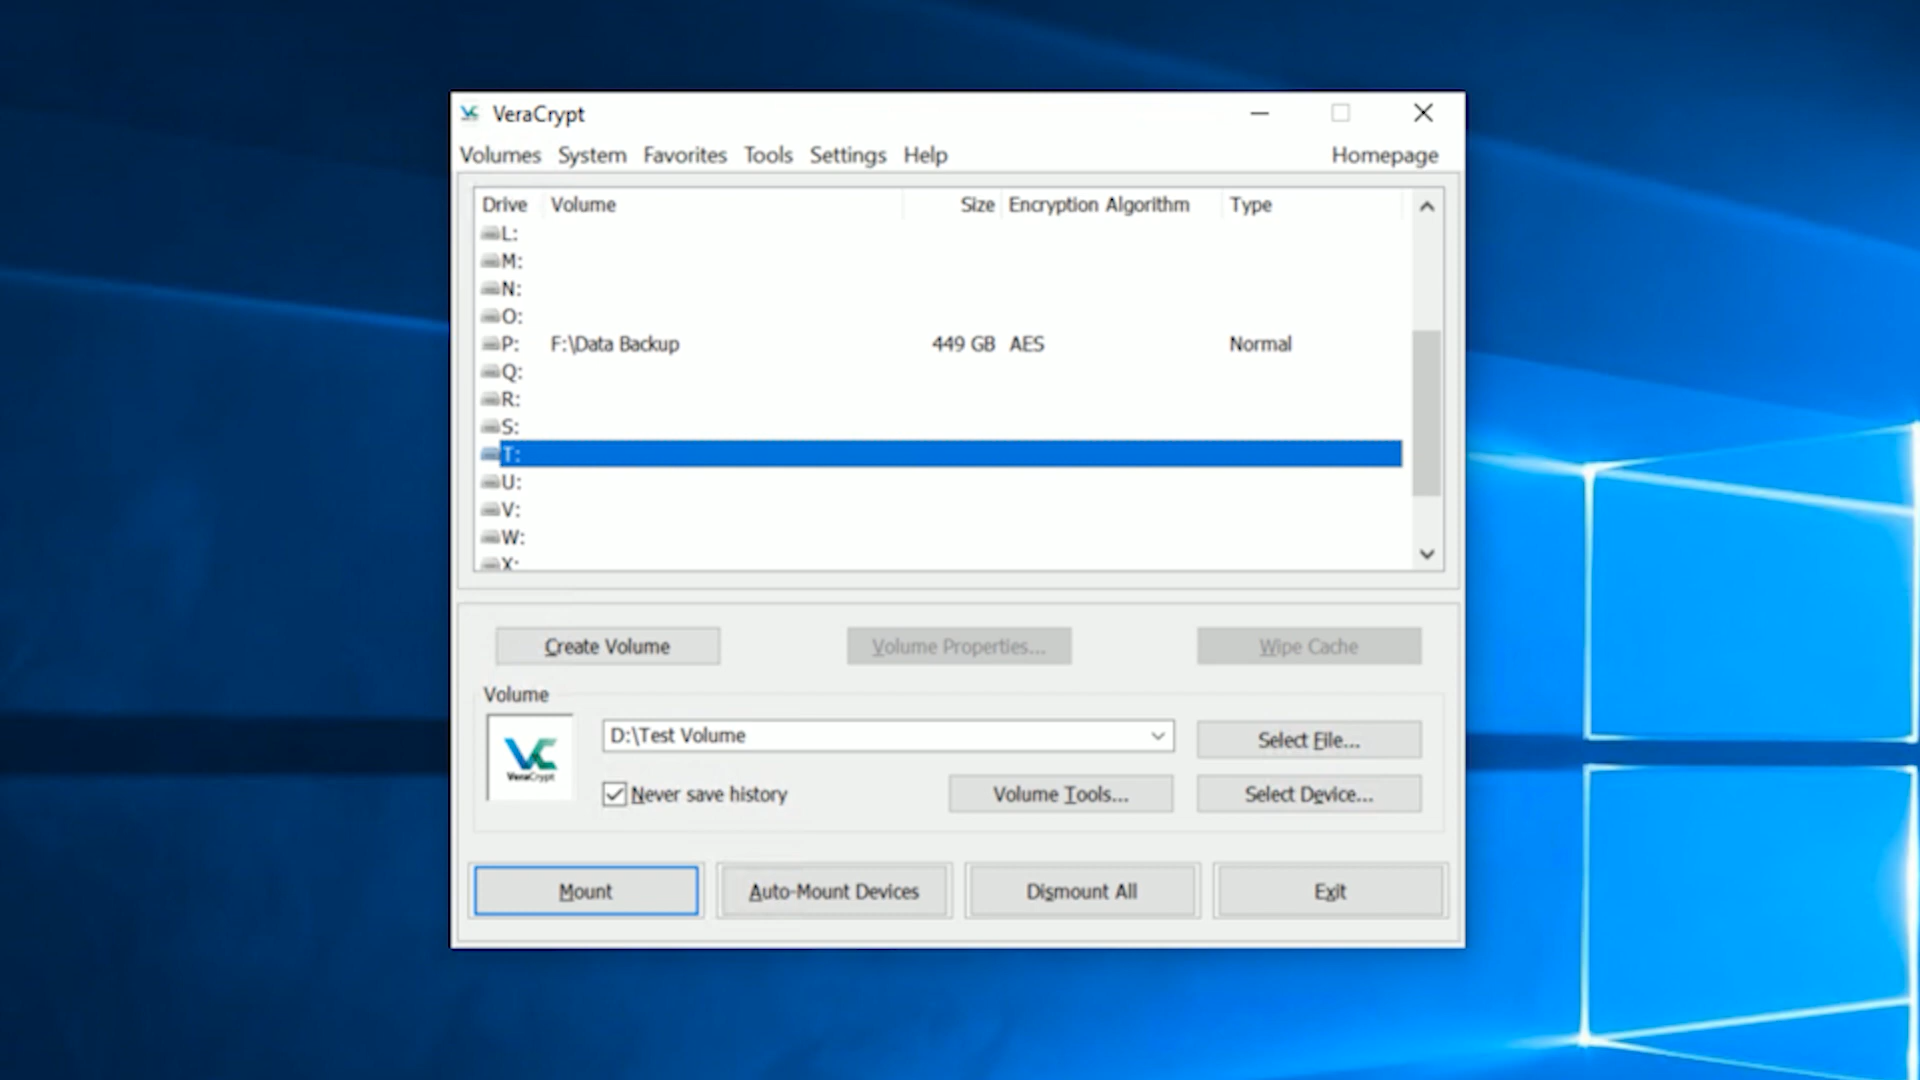 VeraCrypt
Volumes System Favorites Tools Settings Help Homepage
Drive Volume Size Encryption Algorithm Type
L:
M:
N:
O:
P: F:\Data Backup 449 GB AES Normal
Q:
R:
S:
T:
U:
V:
W:
X:
Create Volume Volume Properties... Wipe Cache
Volume
VeraCrypt
D:\Test Volume Select File...
Never save history Volume Tools... Select Device...
Mount Auto-Mount Devices Dismount All Exit